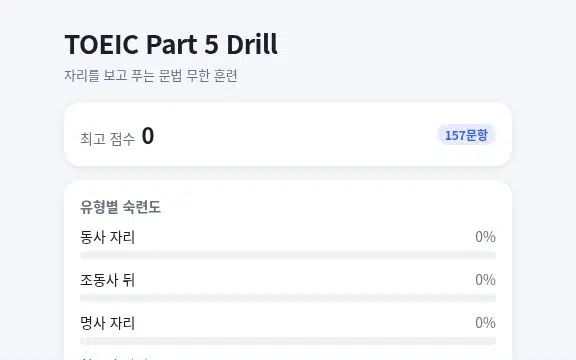 TOEIC Part 5 Drill
자리를 보고 푸는 문법 무한 훈련
최고 점수 0
157문항
유형별 숙련도
동사 자리 0%
조동사 뒤 0%
명사 자리 0%